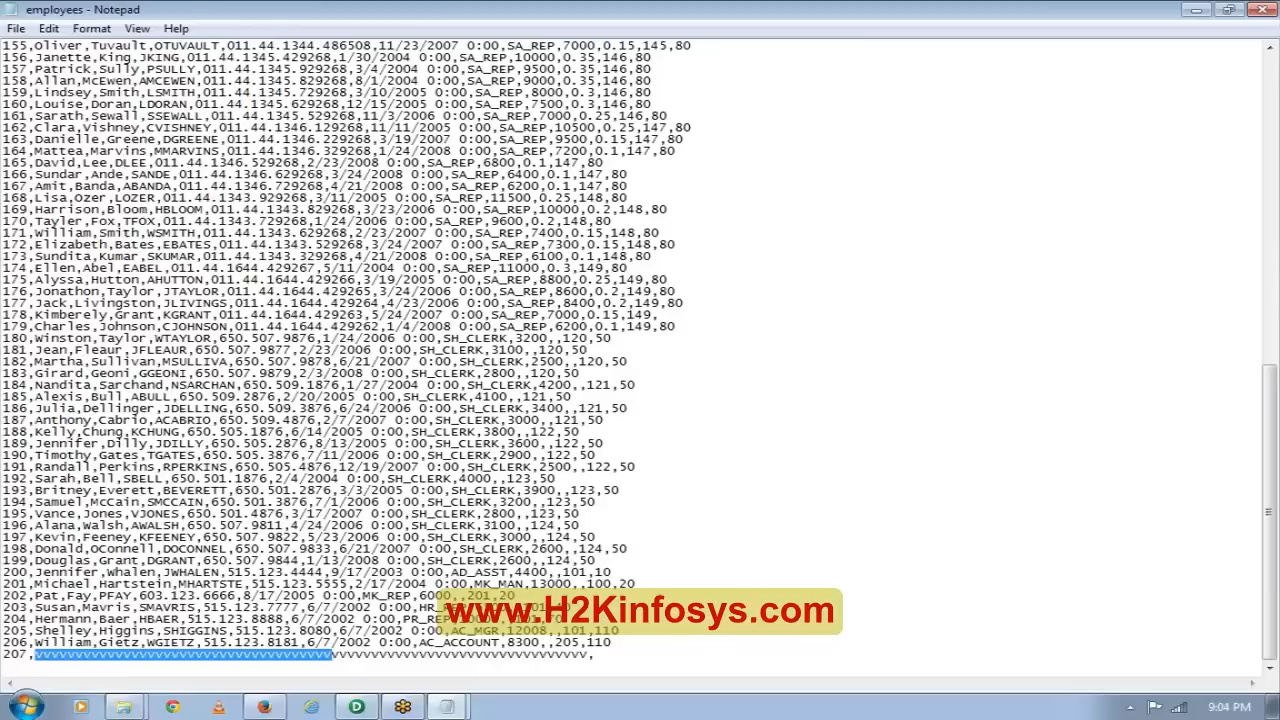 employees - Notepad
File Edit Format View Help
155,Oliver,Tuvault,OTUVAULT,011.44.1344.486508,11/23/2007 0:00,SA_REP,7000,0.15,145,80
156,Janette,King,JKING,011.44.1345.429268,1/30/2004 0:00,SA_REP,10000,0.35,146,80
157,Patrick,Sully,PSULLY,011.44.1345.929268,3/4/2004 0:00,SA_REP,9500,0.35,146,80
158,Allan,McEwen,AMCEWEN,011.44.1345.829268,8/1/2004 0:00,SA_REP,9000,0.35,146,80
159,Lindsey,Smith,LSMITH,011.44.1345.729268,3/10/2005 0:00,SA_REP,8000,0.3,146,80
160,Louise,Doran,LDORAN,011.44.1345.629268,12/15/2005 0:00,SA_REP,7500,0.3,146,80
161,Sarath,Sewall,SSEWALL,011.44.1345.529268,11/3/2006 0:00,SA_REP,7000,0.25,146,80
162,Clara,Vishney,CVISHNEY,011.44.1346.129268,11/11/2005 0:00,SA_REP,10500,0.25,147,80
163,Danielle,Greene,DGREENE,011.44.1346.229268,3/19/2007 0:00,SA_REP,9500,0.15,147,80
164,Mattea,Marvins,MMARVINS,011.44.1346.329268,1/24/2008 0:00,SA_REP,7200,0.1,147,80
165,David,Lee,DLEE,011.44.1346.529268,2/23/2008 0:00,SA_REP,6800,0.1,147,80
166,Sundar,Ande,SANDE,011.44.1346.629268,3/24/2008 0:00,SA_REP,6400,0.1,147,80
167,Amit,Banda,ABANDA,011.44.1346.729268,4/21/2008 0:00,SA_REP,6200,0.1,147,80
168,Lisa,Ozer,LOZER,011.44.1343.929268,3/11/2005 0:00,SA_REP,11500,0.25,148,80
169,Harrison,Bloom,HBLOOM,011.44.1343.829268,3/23/2006 0:00,SA_REP,10000,0.2,148,80
170,Tayler,Fox,TFOX,011.44.1343.729268,1/24/2006 0:00,SA_REP,9600,0.2,148,80
171,William,Smith,WSMITH,011.44.1343.629268,2/23/2007 0:00,SA_REP,7400,0.15,148,80
172,Elizabeth,Bates,EBATES,011.44.1343.529268,3/24/2007 0:00,SA_REP,7300,0.15,148,80
173,Sundita,Kumar,SKUMAR,011.44.1343.329268,4/21/2008 0:00,SA_REP,6100,0.1,148,80
174,Ellen,Abel,EABEL,011.44.1644.429267,5/11/2004 0:00,SA_REP,11000,0.3,149,80
175,Alyssa,Hutton,AHUTTON,011.44.1644.429266,3/19/2005 0:00,SA_REP,8800,0.25,149,80
176,Jonathon,Taylor,JTAYLOR,011.44.1644.429265,3/24/2006 0:00,SA_REP,8600,0.2,149,80
177,Jack,Livingston,JLIVINGS,011.44.1644.429264,4/23/2006 0:00,SA_REP,8400,0.2,149,80
178,Kimberely,Grant,KGRANT,011.44.1644.429263,5/24/2007 0:00,SA_REP,7000,0.15,149,
179,Charles,Johnson,CJOHNSON,011.44.1644.429262,1/4/2008 0:00,SA_REP,6200,0.1,149,80
180,Winston,Taylor,WTAYLOR,650.507.9876,1/24/2006 0:00,SH_CLERK,3200,,120,50
181,Jean,Fleaur,JFLEAUR,650.507.9877,2/23/2006 0:00,SH_CLERK,3100,,120,50
182,Martha,Sullivan,MSULLIVA,650.507.9878,6/21/2007 0:00,SH_CLERK,2500,,120,50
183,Girard,Geoni,GGEONI,650.507.9879,2/3/2008 0:00,SH_CLERK,2800,,120,50
184,Nandita,Sarchand,NSARCHAN,650.509.1876,1/27/2004 0:00,SH_CLERK,4200,,121,50
185,Alexis,Bull,ABULL,650.509.2876,2/20/2005 0:00,SH_CLERK,4100,,121,50
186,Julia,Dellinger,JDELLING,650.509.3876,6/24/2006 0:00,SH_CLERK,3400,,121,50
187,Anthony,Cabrio,ACABRIO,650.509.4876,2/7/2007 0:00,SH_CLERK,3000,,121,50
188,Kelly,Chung,KCHUNG,650.505.1876,6/14/2005 0:00,SH_CLERK,3800,,122,50
189,Jennifer,Dilly,JDILLY,650.505.2876,8/13/2005 0:00,SH_CLERK,3600,,122,50
190,Timothy,Gates,TGATES,650.505.3876,7/11/2006 0:00,SH_CLERK,2900,,122,50
191,Randall,Perkins,RPERKINS,650.505.4876,12/19/2007 0:00,SH_CLERK,2500,,122,50
192,Sarah,Bell,SBELL,650.501.1876,2/4/2004 0:00,SH_CLERK,4000,,123,50
193,Britney,Everett,BEVERETT,650.501.2876,3/3/2005 0:00,SH_CLERK,3900,,123,50
194,Samuel,McCain,SMCCAIN,650.501.3876,7/1/2006 0:00,SH_CLERK,3200,,123,50
195,Vance,Jones,VJONES,650.501.4876,3/17/2007 0:00,SH_CLERK,2800,,123,50
196,Alana,Walsh,AWALSH,650.507.9811,4/24/2006 0:00,SH_CLERK,3100,,124,50
197,Kevin,Feeney,KFEENEY,650.507.9822,5/23/2006 0:00,SH_CLERK,3000,,124,50
198,Donald,OConnell,DOCONNEL,650.507.9833,6/21/2007 0:00,SH_CLERK,2600,,124,50
199,Douglas,Grant,DGRANT,650.507.9844,1/13/2008 0:00,SH_CLERK,2600,,124,50
200,Jennifer,Whalen,JWHALEN,515.123.4444,9/17/2003 0:00,AD_ASST,4400,,101,10
201,Michael,Hartstein,MHARTSTE,515.123.5555,2/17/2004 0:00,MK_MAN,13000,,100,20
202,Pat,Fay,PFAY,603.123.6666,8/17/2005 0:00,MK_REP,6000,,201,20
203,Susan,Mavris,SMAVRIS,515.123.7777,6/7/2002 0:00,HR_
204,Hermann,Baer,HBAER,515.123.8888,6/7/2002 0:00,PR_
205,Shelley,Higgins,SHIGGINS,515.123.8080,6/7/2002 0:00,AC_MGR,12008,,101,110
206,William,Gietz,WGIETZ,515.123.8181,6/7/2002 0:00,AC_ACCOUNT,8300,,205,110
207,
www.H2Kinfosys.com
9:04 PM